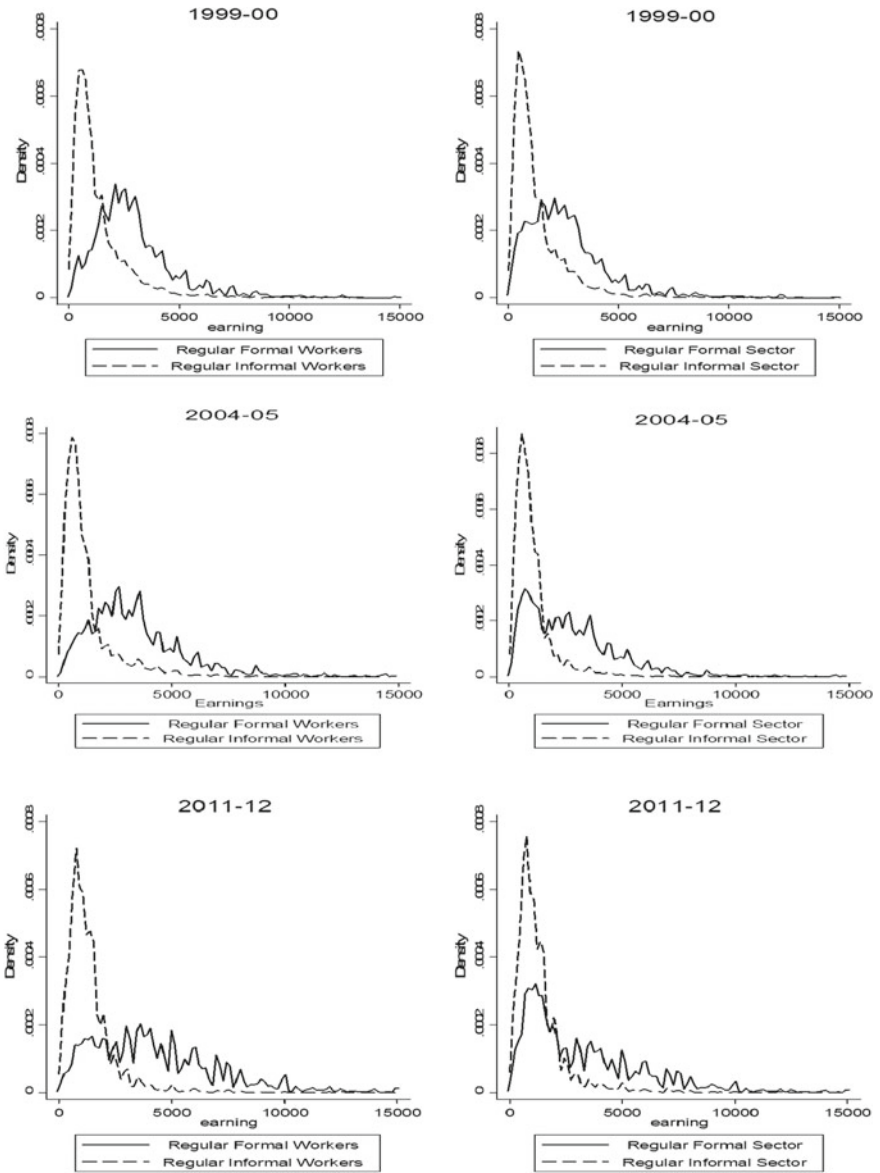 1999-00
Density
.0008
.0006
.0004
.0002
0
0
5000
10000
15000
earning
Regular Formal Workers
Regular Informal Workers
1999-00
Density
.0008
.0006
.0004
.0002
0
0
5000
10000
15000
earning
Regular Formal Sector
Regular Informal Sector
2004-05
Density
.0008
.0006
.0004
.0002
0
0
5000
10000
15000
Earnings
Regular Formal Workers
Regular Informal Workers
2004-05
Density
.0008
.0006
.0004
.0002
0
0
5000
10000
15000
Earnings
Regular Formal Sector
Regular Informal Sector
2011-12
Density
.0008
.0006
.0004
.0002
0
0
5000
10000
15000
earning
Regular Formal Workers
Regular Informal Workers
2011-12
Density
.0008
.0006
.0004
.0002
0
0
5000
10000
15000
earning
Regular Formal Sector
Regular Informal Sector